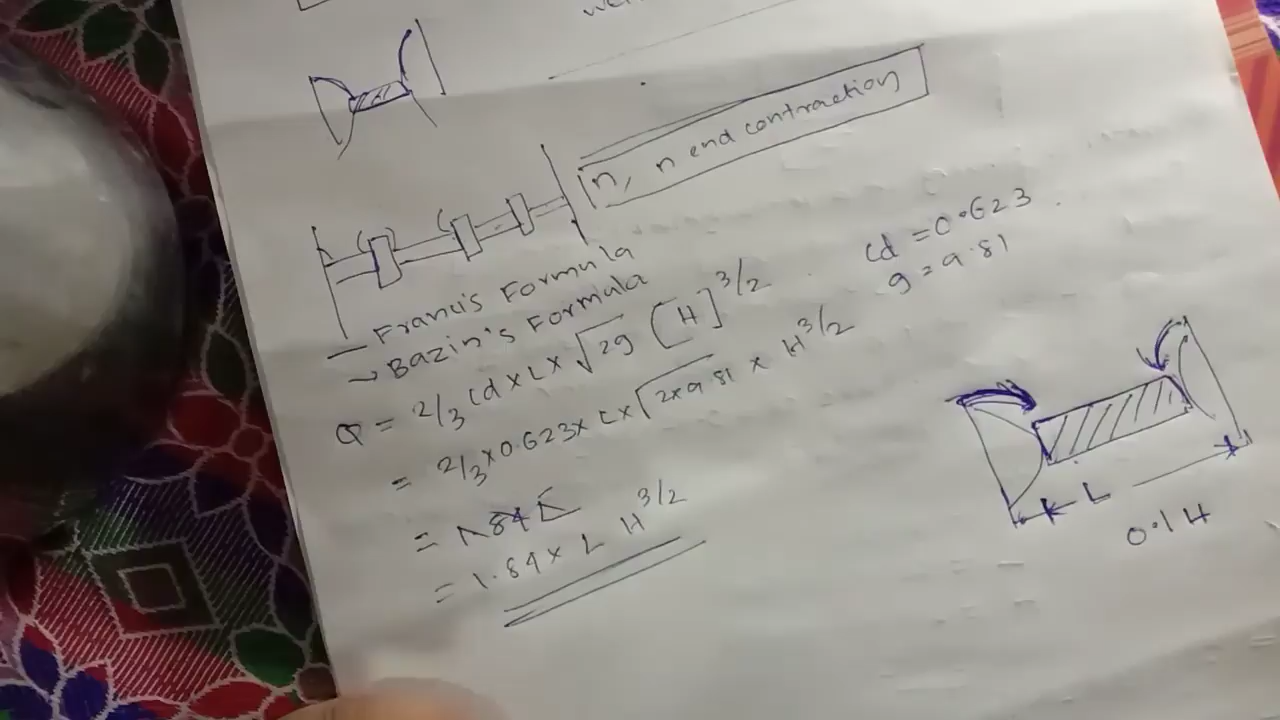 n, n end contraction
— Francis Formula
→ Bazin's Formula
Cd = 0.623
g = 9.81
Q = 2/3 Cd × L × √2g [H]^3/2
= 2/3 × 0.623 × L × √2×9.81 × H^3/2
= 1.84 L
= 1.84 × L H^3/2
L
0.1 H